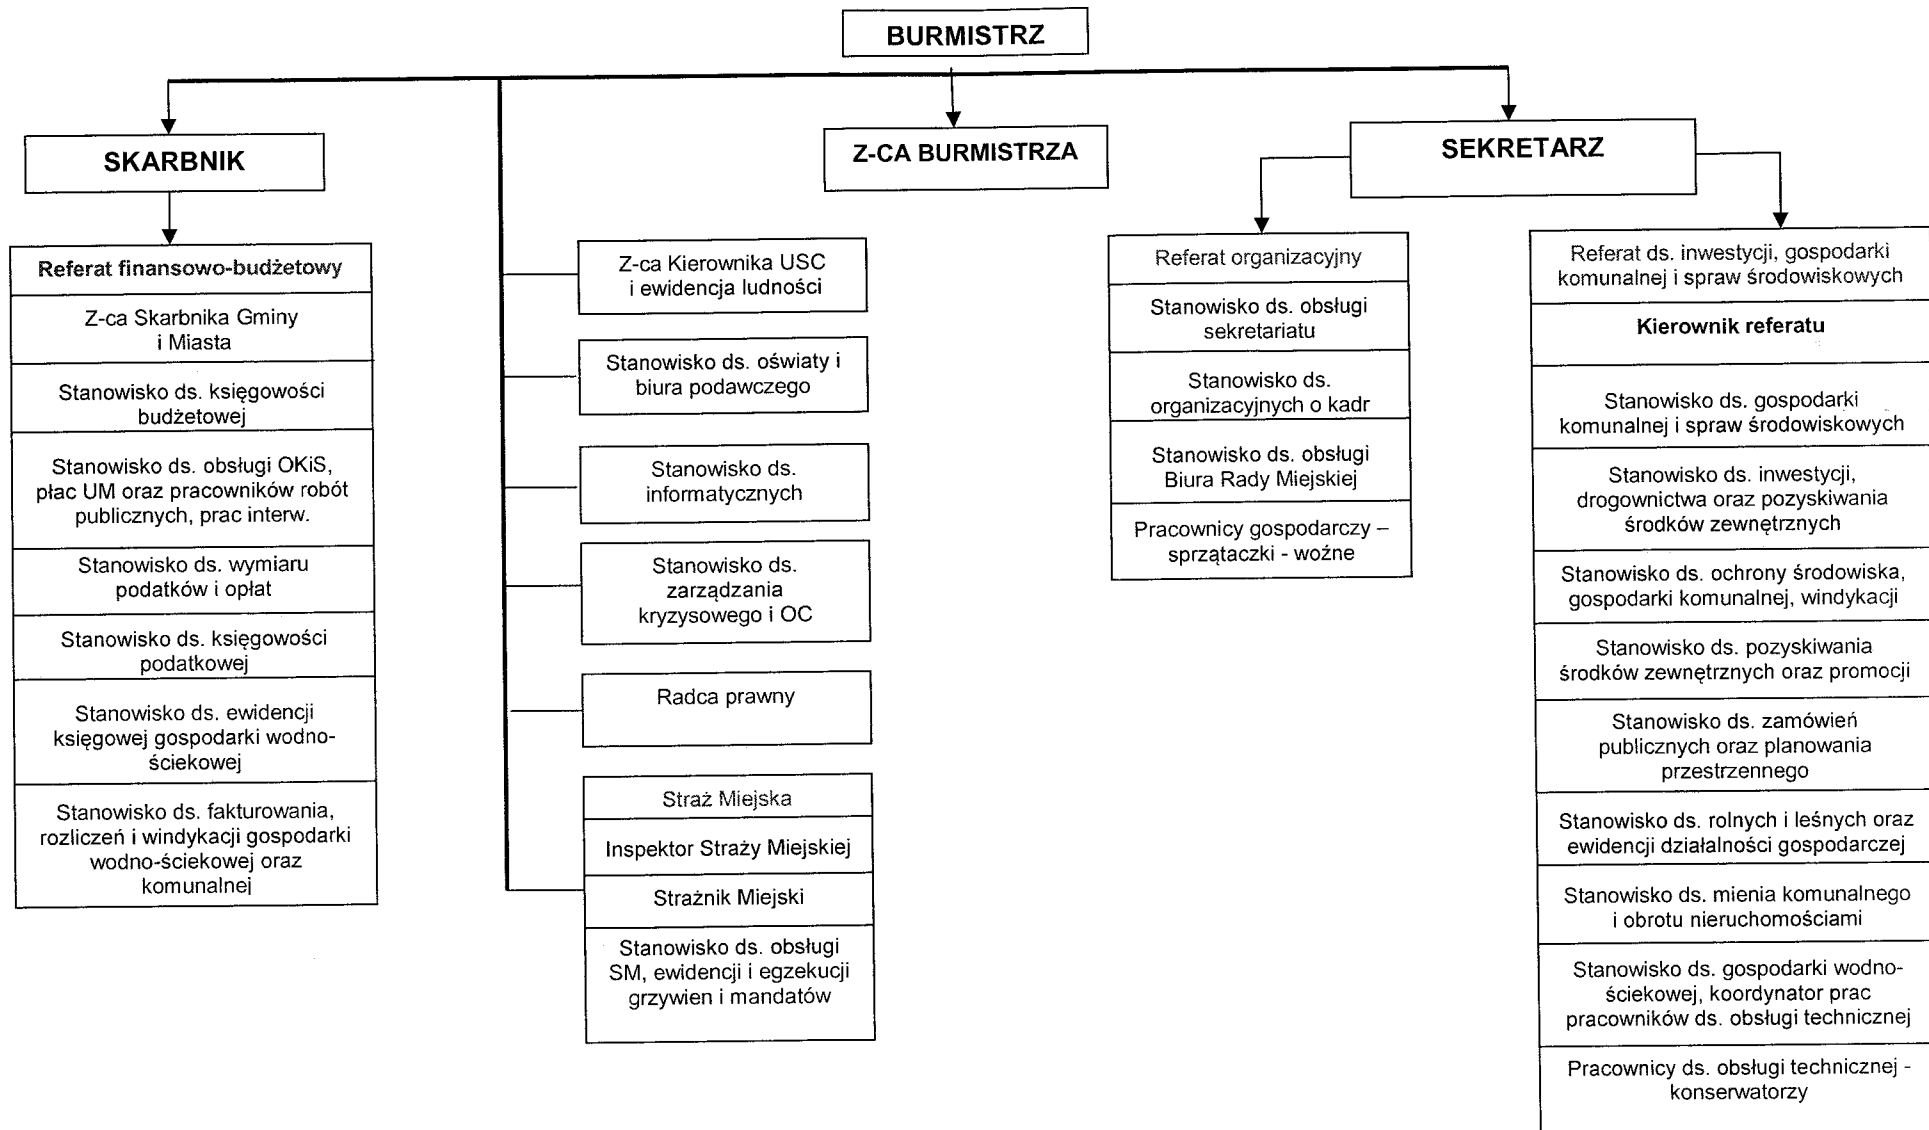 BURMISTRZ
SKARBNIK
Z-CA BURMISTRZA
SEKRETARZ
Referat finansowo-budżetowy
Z-ca Skarbnika Gminy
i Miasta
Stanowisko ds. księgowości
budżetowej
Stanowisko ds. obsługi OKiS,
płac UM oraz pracowników robót
publicznych, prac interw.
Stanowisko ds. wymiaru
podatków i opłat
Stanowisko ds. księgowości
podatkowej
Stanowisko ds. ewidencji
księgowej gospodarki wodno-
ściekowej
Stanowisko ds. fakturowania,
rozliczeń i windykacji gospodarki
wodno-ściekowej oraz
komunalnej
Z-ca Kierownika USC
i ewidencja ludności
Stanowisko ds. oświaty i
biura podawczego
Stanowisko ds.
informatycznych
Stanowisko ds.
zarządzania
kryzysowego i OC
Radca prawny
Straż Miejska
Inspektor Straży Miejskiej
Strażnik Miejski
Stanowisko ds. obsługi
SM, ewidencji i egzekucji
grzywien i mandatów
Referat organizacyjny
Stanowisko ds. obsługi
sekretariatu
Stanowisko ds.
organizacyjnych o kadr
Stanowisko ds. obsługi
Biura Rady Miejskiej
Pracownicy gospodarczy –
sprzątaczki - woźne
Referat ds. inwestycji, gospodarki
komunalnej i spraw środowiskowych
Kierownik referatu
Stanowisko ds. gospodarki
komunalnej i spraw środowiskowych
Stanowisko ds. inwestycji,
drogownictwa oraz pozyskiwania
środków zewnętrznych
Stanowisko ds. ochrony środowiska,
gospodarki komunalnej, windykacji
Stanowisko ds. pozyskiwania
środków zewnętrznych oraz promocji
Stanowisko ds. zamówień
publicznych oraz planowania
przestrzennego
Stanowisko ds. rolnych i leśnych oraz
ewidencji działalności gospodarczej
Stanowisko ds. mienia komunalnego
i obrotu nieruchomościami
Stanowisko ds. gospodarki wodno-
ściekowej, koordynator prac
pracowników ds. obsługi technicznej
Pracownicy ds. obsługi technicznej -
konserwatorzy